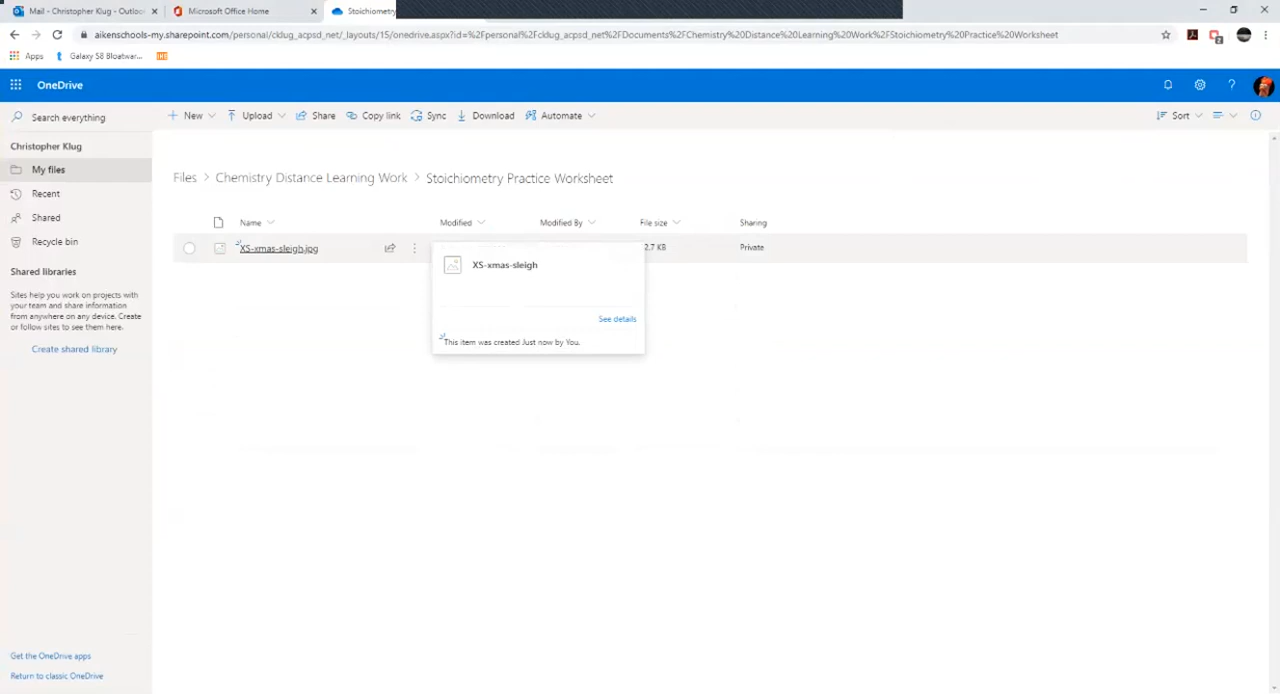 Mail - Christopher Klug - Outloo
Microsoft Office Home
Stoichiometry
aikenschools-my.sharepoint.com/personal/cklug_acpsd_net/_layouts/15/onedrive.aspx?id=%2Fpersonal%2Fcklug_acpsd_net%2FDocuments%2FChemistry%20Distance%20Learning%20Work%2FStoichiometry%20Practice%20Worksheet
Apps
Galaxy S8 Bloatwar...
OneDrive
Search everything
New
Upload
Share
Copy link
Sync
Download
Automate
Sort
Christopher Klug
My files
Recent
Shared
Recycle bin
Shared libraries
Sites help you work on projects with
your team and share information
from anywhere on any device. Create
or follow sites to see them here.
Create shared library
Get the OneDrive apps
Return to classic OneDrive
Files > Chemistry Distance Learning Work > Stoichiometry Practice Worksheet
Name
Modified
Modified By
File size
Sharing
XS-xmas-sleigh.jpg
2.7 KB
Private
XS-xmas-sleigh
See details
This item was created Just now by You.